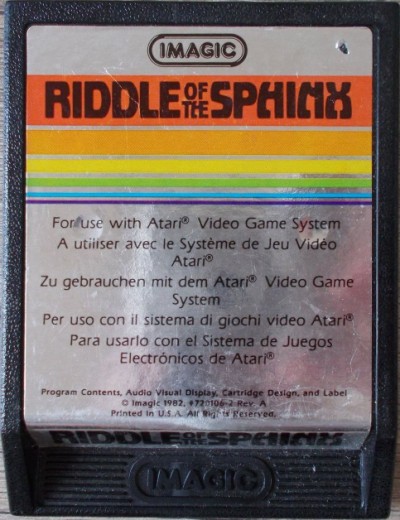 IMAGIC
RIDDLE OF THE SPHINX
For use with Atari® Video Game System
A utiliser avec le Système de Jeu Vidéo
Atari®
Zu gebrauchen mit dem Atari® Video Game
System
Per uso con il sistema di giochi video Atari®
Para usarlo con el Sistema de Juegos
Electrónicos de Atari®
Program Contents, Audio Visual Display, Cartridge Design, and Label
© Imagic 1982, #720106-2 Rev. A
Printed in U.S.A. All Rights Reserved.
RIDDLE OF THE SPHINX
IMAGIC